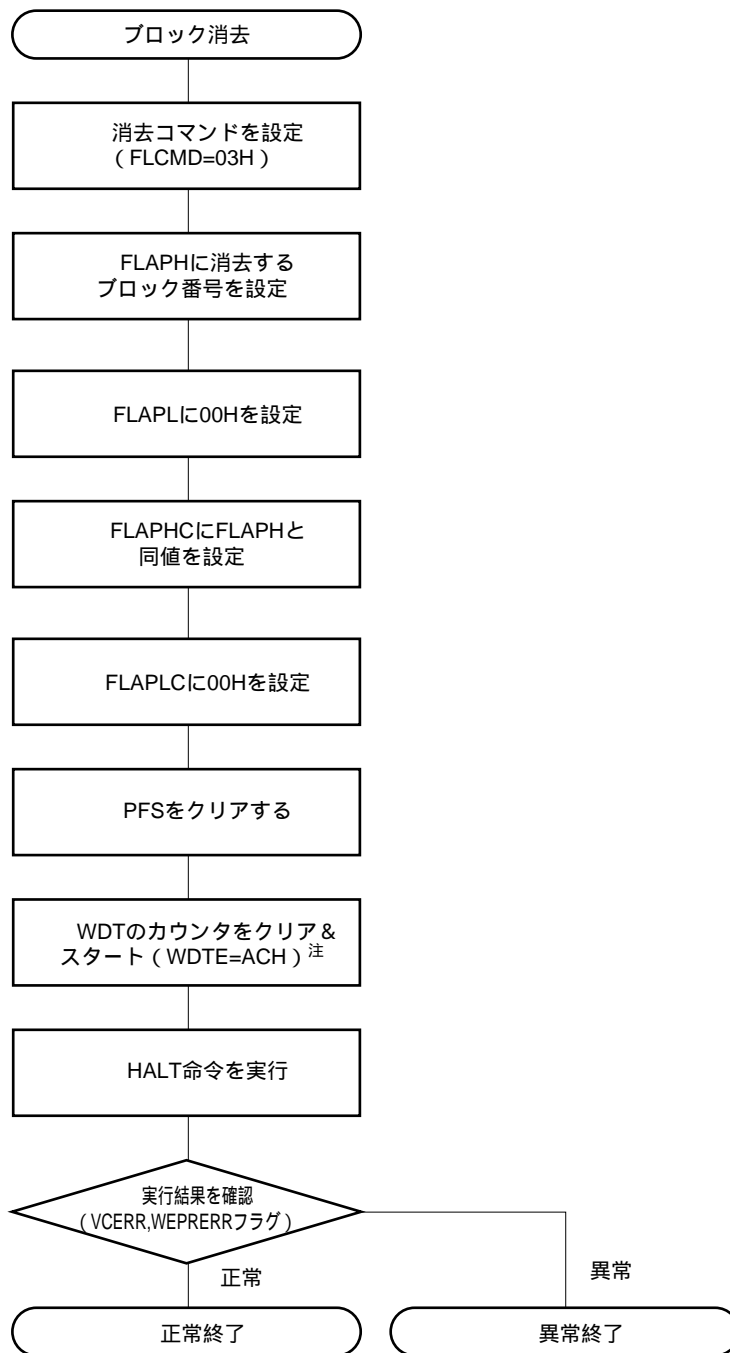 ブロック消去
消去コマンドを設定
（FLCMD=03H）
FLAPHに消去する
ブロック番号を設定
FLAPLに00Hを設定
FLAPHCにFLAPHと
同値を設定
FLAPLCに00Hを設定
PFSをクリアする
WDTのカウンタをクリア＆
スタート（WDTE=ACH）注
HALT命令を実行
実行結果を確認
（VCERR,WEPRERRフラグ）
正常
異常
正常終了
異常終了